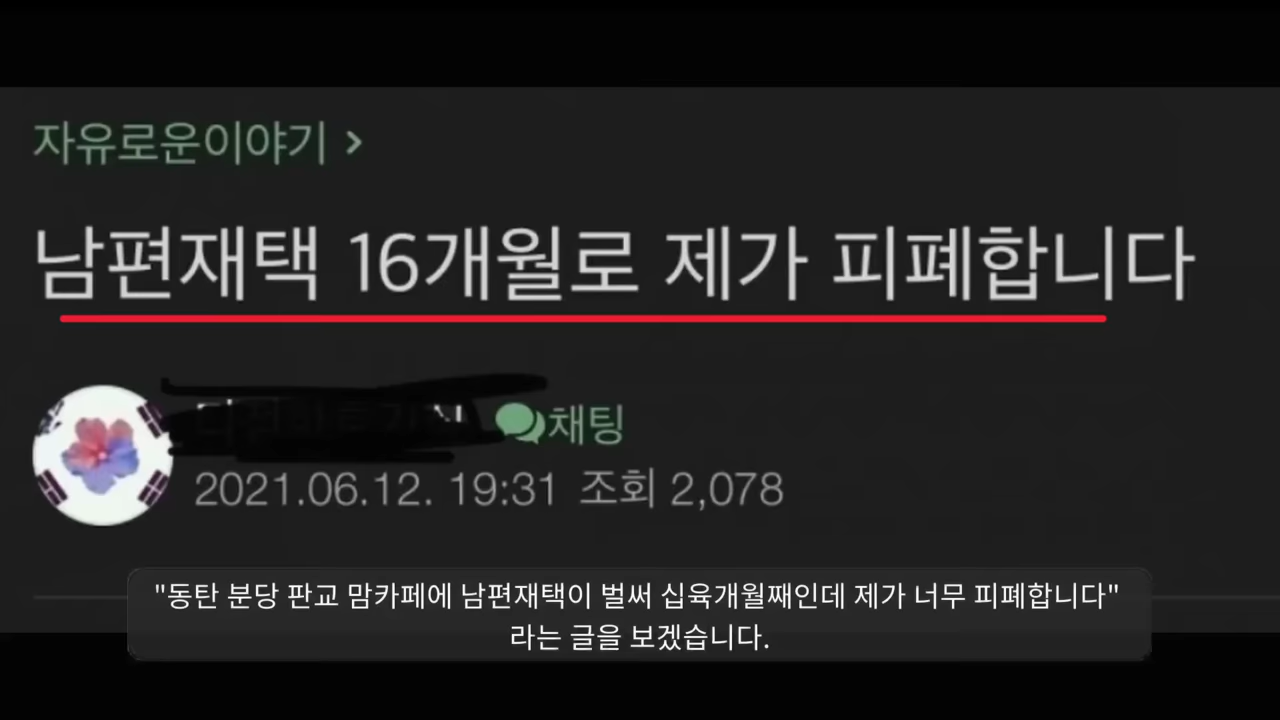 자유로운이야기 >
남편재택 16개월로 제가 피폐합니다
채팅
2021.06.12. 19:31 조회 2,078
"동탄 분당 판교 맘카페에 남편재택이 벌써 십육개월째인데 제가 너무 피폐합니다"
라는 글을 보겠습니다.